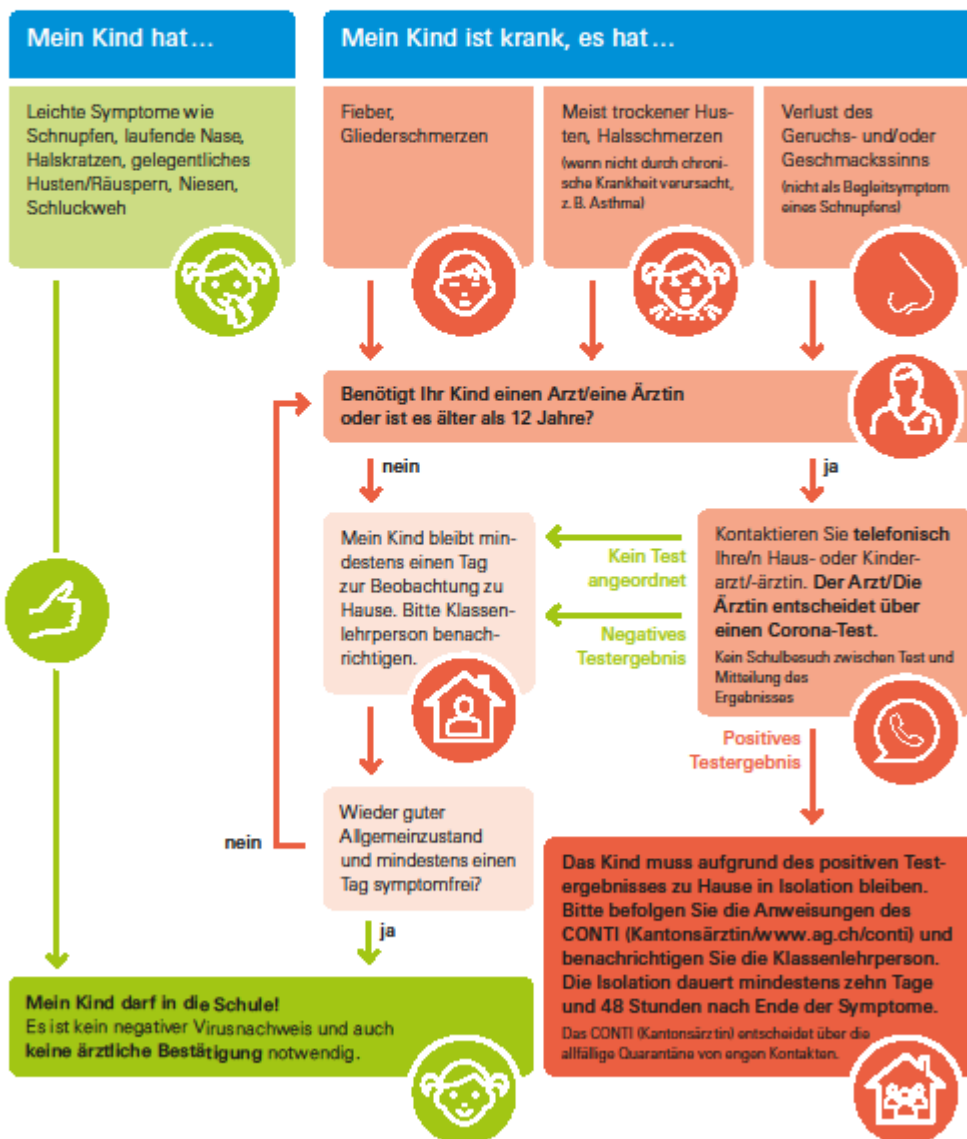 Mein Kind hat…
Leichte Symptome wie
Schnupfen, laufende Nase,
Halskratzen, gelegentliches
Husten/Räuspern, Niesen,
Schluckweh
Mein Kind ist krank, es hat…
Fieber,
Gliederschmerzen
Meist trockener Hus-
ten, Halsschmerzen
(wenn nicht durch chroni-
sche Krankheit verursacht,
z. B. Asthma)
Verlust des
Geruchs- und/oder
Geschmackssinns
(nicht als Begleitsymptom
eines Schnupfens)
Benötigt Ihr Kind einen Arzt/eine Ärztin
oder ist es älter als 12 Jahre?
nein
ja
Mein Kind bleibt min-
destens einen Tag
zur Beobachtung zu
Hause. Bitte Klassen-
lehrperson benach-
richtigen.
Kein Test
angeordnet
Negatives
Testergebnis
Kontaktieren Sie telefonisch
Ihre/n Haus- oder Kinder-
arzt/-ärztin. Der Arzt/Die
Ärztin entscheidet über
einen Corona-Test.
Kein Schulbesuch zwischen Test und
Mitteilung des
Ergebnisses
Positives
Testergebnis
Wieder guter
Allgemeinzustand
und mindestens einen
Tag symptomfrei?
nein
ja
Mein Kind darf in die Schule!
Es ist kein negativer Virusnachweis und auch
keine ärztliche Bestätigung notwendig.
Das Kind muss aufgrund des positiven Test-
ergebnisses zu Hause in Isolation bleiben.
Bitte befolgen Sie die Anweisungen des
CONTI (Kantonsärztin/www.ag.ch/conti) und
benachrichtigen Sie die Klassenlehrperson.
Die Isolation dauert mindestens zehn Tage
und 48 Stunden nach Ende der Symptome.
Das CONTI (Kantonsärztin) entscheidet über die
allfällige Quarantäne von engen Kontakten.